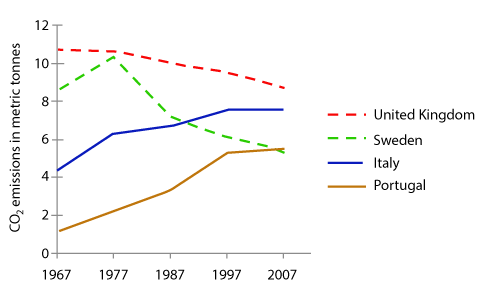 CO2 emissions in metric tonnes
12
10
8
6
4
2
0
1967 1977 1987 1997 2007
United Kingdom
Sweden
Italy
Portugal